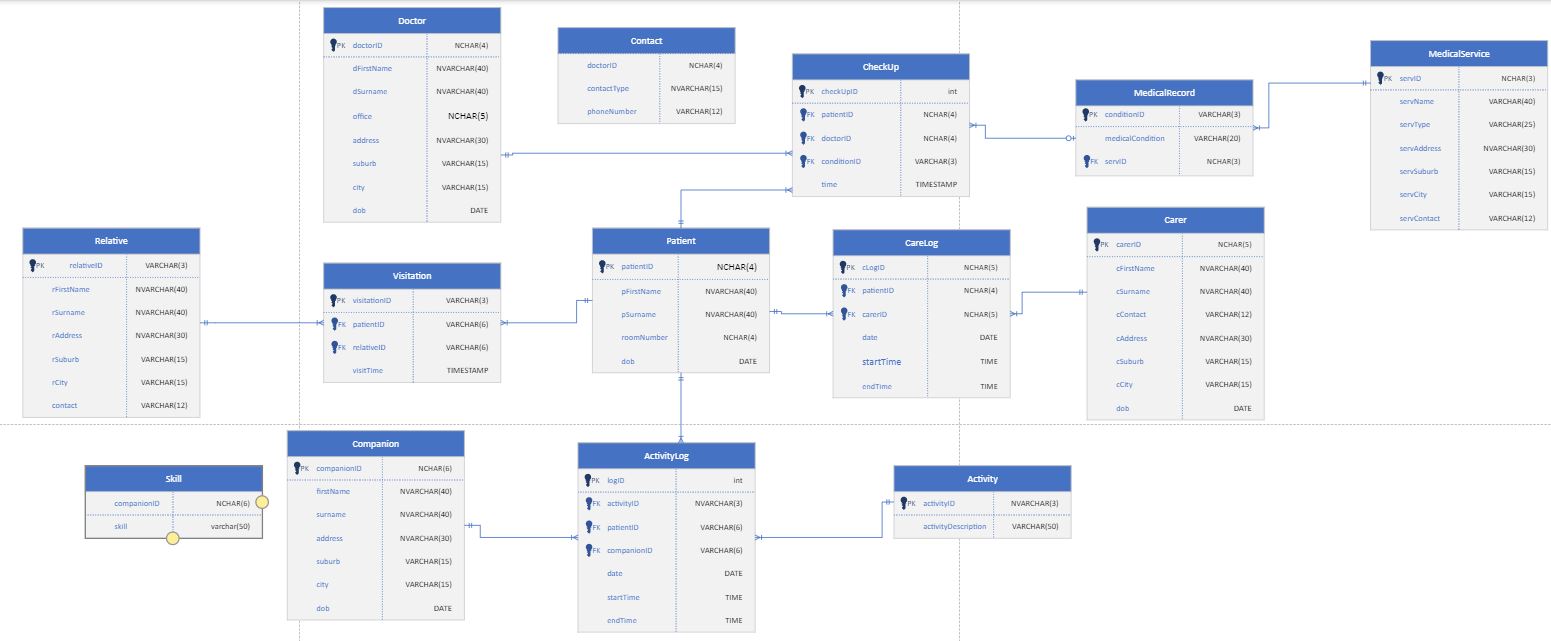 Doctor
PK doctorID NCHAR(4)
dFirstName NVARCHAR(40)
dSurname NVARCHAR(40)
office NCHAR(5)
address NVARCHAR(30)
suburb VARCHAR(15)
city VARCHAR(15)
dob DATE
Contact
doctorID NCHAR(4)
contactType NVARCHAR(15)
phoneNumber VARCHAR(12)
CheckUp
PK checkUpID int
FK patientID NCHAR(4)
FK doctorID NCHAR(4)
FK conditionID VARCHAR(3)
time TIMESTAMP
MedicalRecord
PK conditionID VARCHAR(3)
medicalCondition VARCHAR(20)
FK servID NCHAR(3)
MedicalService
PK servID NCHAR(3)
servName VARCHAR(40)
servType VARCHAR(25)
servAddress NVARCHAR(30)
servSuburb VARCHAR(15)
servCity VARCHAR(15)
servContact VARCHAR(12)
Relative
PK relativeID VARCHAR(3)
rFirstName NVARCHAR(40)
rSurname NVARCHAR(40)
rAddress NVARCHAR(30)
rSuburb VARCHAR(15)
rCity VARCHAR(15)
contact VARCHAR(12)
Visitation
PK visitationID VARCHAR(3)
FK patientID VARCHAR(6)
FK relativeID VARCHAR(6)
visitTime TIMESTAMP
Patient
PK patientID NCHAR(4)
pFirstName NVARCHAR(40)
pSurname NVARCHAR(40)
roomNumber NCHAR(4)
dob DATE
CareLog
PK cLogID NCHAR(5)
FK patientID NCHAR(4)
FK carerID NCHAR(5)
date DATE
startTime TIME
endTime TIME
Carer
PK carerID NCHAR(5)
cFirstName NVARCHAR(40)
cSurname NVARCHAR(40)
cContact VARCHAR(12)
cAddress NVARCHAR(30)
cSuburb VARCHAR(15)
cCity VARCHAR(15)
dob DATE
Skill
companionID NCHAR(6)
skill varchar(50)
Companion
PK companionID NCHAR(6)
firstName NVARCHAR(40)
surname NVARCHAR(40)
address NVARCHAR(30)
suburb VARCHAR(15)
city VARCHAR(15)
dob DATE
ActivityLog
PK logID int
FK activityID NVARCHAR(3)
FK patientID VARCHAR(6)
FK companionID VARCHAR(6)
date DATE
startTime TIME
endTime TIME
Activity
PK activityID NVARCHAR(3)
activityDescription VARCHAR(50)